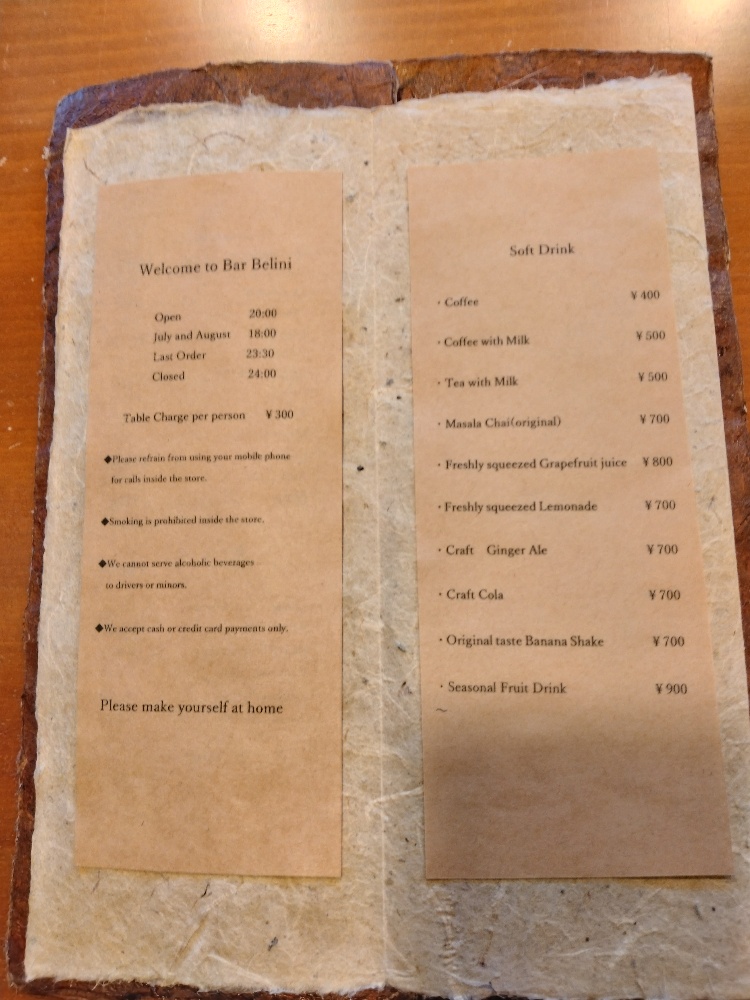 Welcome to Bar Belini
Open 20:00
July and August 18:00
Last Order 23:30
Closed 24:00
Table Charge per person ¥300
◆Please refrain from using your mobile phone
for calls inside the store.
◆Smoking is prohibited inside the store.
◆We cannot serve alcoholic beverages
to drivers or minors.
◆We accept cash or credit card payments only.
Please make yourself at home
Soft Drink
・Coffee ¥400
・Coffee with Milk ¥500
・Tea with Milk ¥500
・Masala Chai(original) ¥700
・Freshly squeezed Grapefruit juice ¥800
・Freshly squeezed Lemonade ¥700
・Craft Ginger Ale ¥700
・Craft Cola ¥700
・Original taste Banana Shake ¥700
・Seasonal Fruit Drink ¥900
~